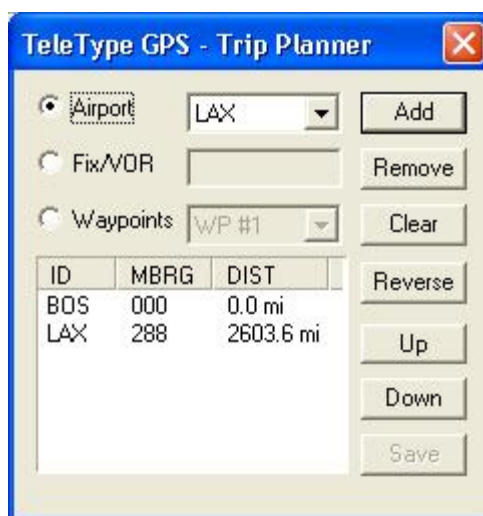 TeleType GPS - Trip Planner
Airport LAX Add
Fix/VOR Remove
Waypoints WP #1 Clear
ID MBRG DIST Reverse
BOS 000 0.0 mi
LAX 288 2603.6 mi Up
Down
Save